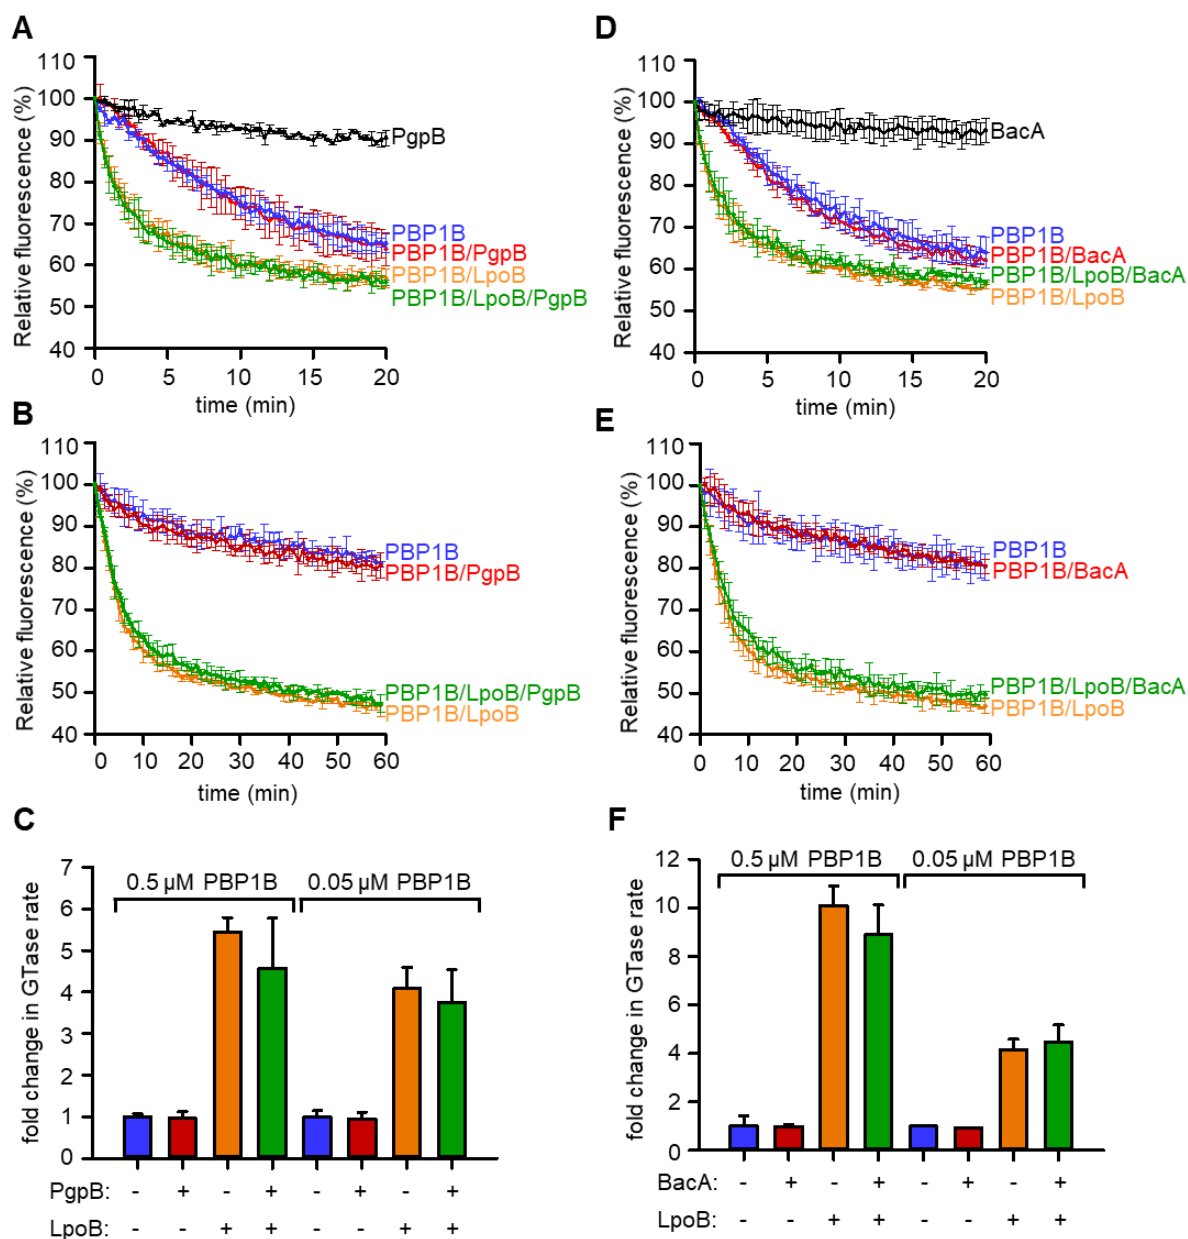 A
Relative fluorescence (%)
110
100
90
80
70
60
50
40
PgpB
PBP1B
PBP1B/PgpB
PBP1B/LpoB
PBP1B/LpoB/PgpB
0 5 10 15 20
time (min)
B
Relative fluorescence (%)
110
100
90
80
70
60
50
40
PBP1B
PBP1B/PgpB
PBP1B/LpoB/PgpB
PBP1B/LpoB
0 10 20 30 40 50 60
time (min)
C
fold change in GTase rate
7
6
5
4
3
2
1
0
0.5 µM PBP1B 0.05 µM PBP1B
PgpB: - + - + - + - +
LpoB: - - + + - - + +
D
Relative fluorescence (%)
110
100
90
80
70
60
50
40
BacA
PBP1B
PBP1B/BacA
PBP1B/LpoB/BacA
PBP1B/LpoB
0 5 10 15 20
time (min)
E
Relative fluorescence (%)
110
100
90
80
70
60
50
40
PBP1B
PBP1B/BacA
PBP1B/LpoB/BacA
PBP1B/LpoB
0 10 20 30 40 50 60
time (min)
F
fold change in GTase rate
12
10
8
6
4
2
1
0
0.5 µM PBP1B 0.05 µM PBP1B
BacA: - + - + - + - +
LpoB: - - + + - - + +